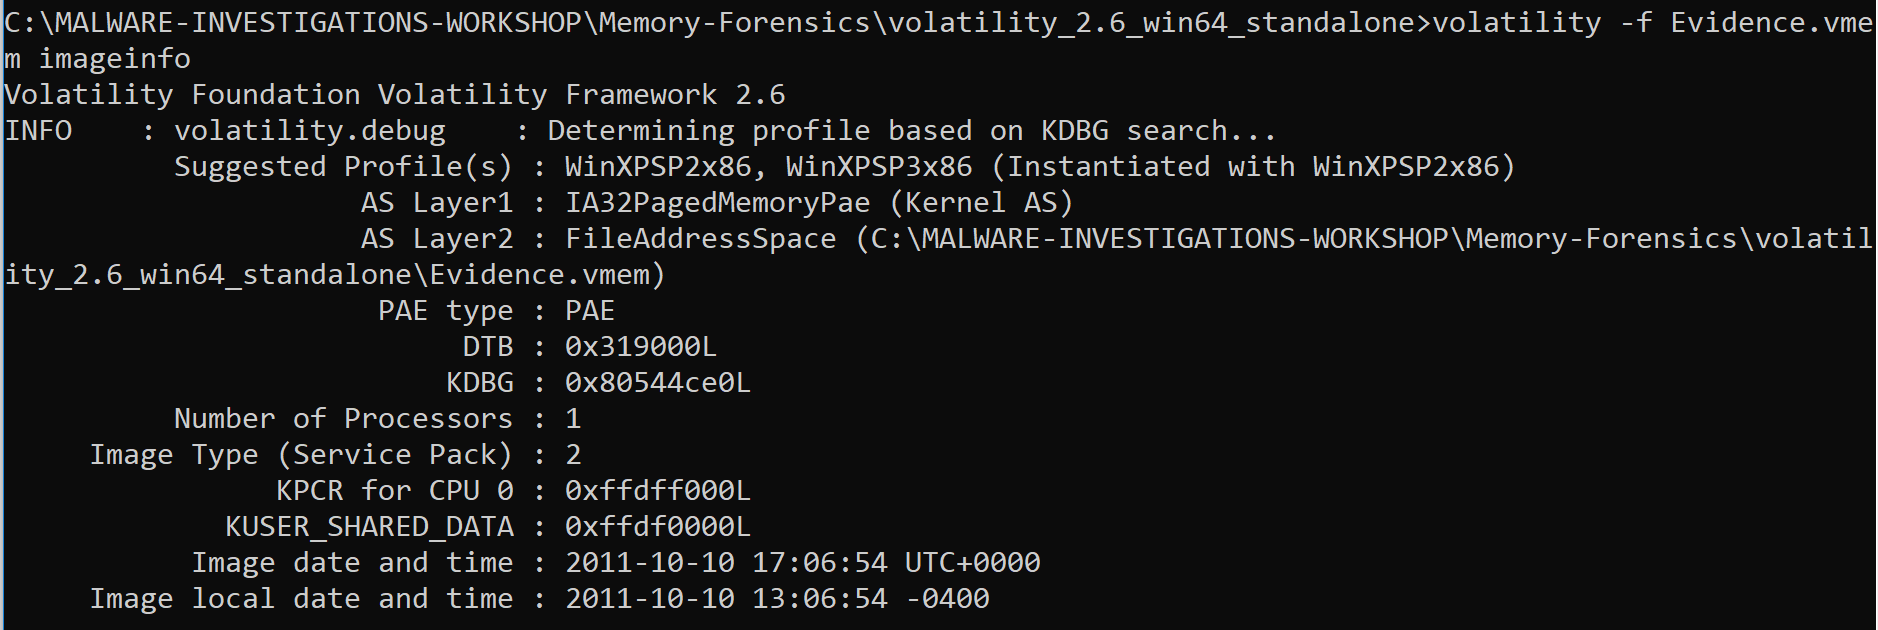 C:\MALWARE-INVESTIGATIONS-WORKSHOP\Memory-Forensics\volatility_2.6_win64_standalone>volatility -f Evidence.vme
m imageinfo
Volatility Foundation Volatility Framework 2.6
INFO    : volatility.debug    : Determining profile based on KDBG search...
          Suggested Profile(s) : WinXPSP2x86, WinXPSP3x86 (Instantiated with WinXPSP2x86)
                     AS Layer1 : IA32PagedMemoryPae (Kernel AS)
                     AS Layer2 : FileAddressSpace (C:\MALWARE-INVESTIGATIONS-WORKSHOP\Memory-Forensics\volatil
ity_2.6_win64_standalone\Evidence.vmem)
                      PAE type : PAE
                           DTB : 0x319000L
                          KDBG : 0x80544ce0L
          Number of Processors : 1
     Image Type (Service Pack) : 2
                KPCR for CPU 0 : 0xffdff000L
             KUSER_SHARED_DATA : 0xffdf0000L
           Image date and time : 2011-10-10 17:06:54 UTC+0000
     Image local date and time : 2011-10-10 13:06:54 -0400